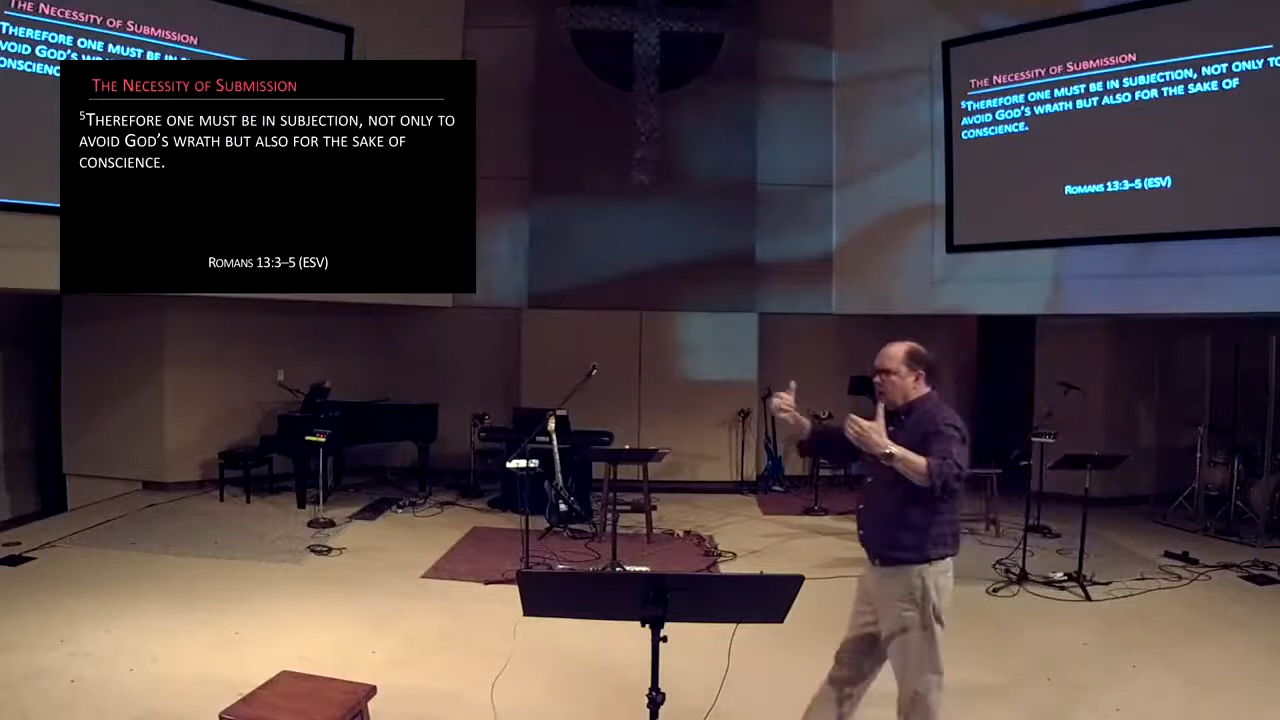 The Necessity of Submission
Therefore one must be in
void God's wr
conscienc
The Necessity of Submission
5Therefore one must be in subjection, not only to
avoid God's wrath but also for the sake of
conscience.
Romans 13:3–5 (ESV)
The Necessity of Submission
5Therefore one must be in subjection, not only to
avoid God's wrath but also for the sake of
conscience.
Romans 13:3–5 (ESV)